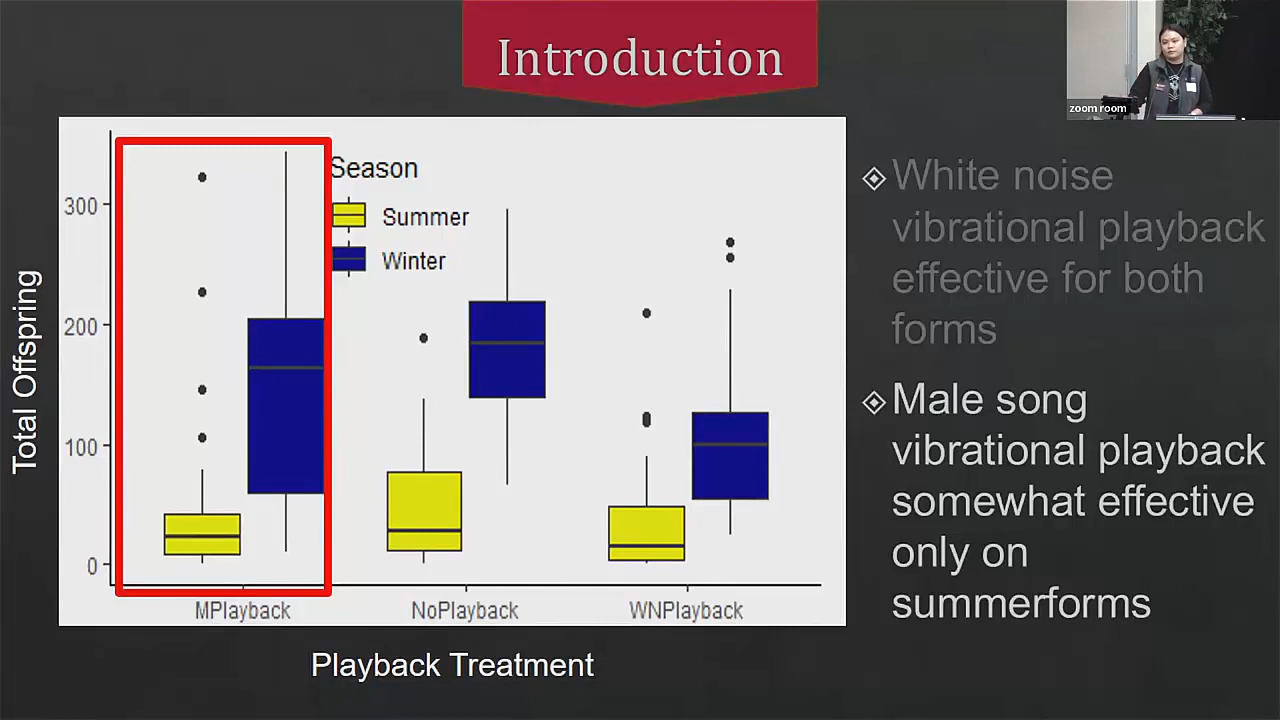 Introduction
zoom room
Total Offspring
300
200
100
0
Season
Summer
Winter
MPlayback
NoPlayback
WNPlayback
Playback Treatment
White noise
vibrational playback
effective for both
forms
Male song
vibrational playback
somewhat effective
only on
summerforms